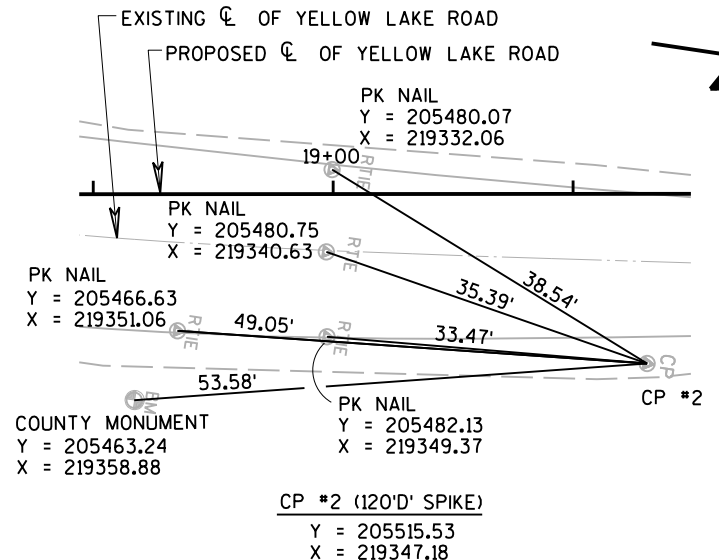 EXISTING ℄ OF YELLOW LAKE ROAD
PROPOSED ℄ OF YELLOW LAKE ROAD
PK NAIL
Y = 205480.07
X = 219332.06
19+00
RTIE
PK NAIL
Y = 205480.75
X = 219340.63
RTE
PK NAIL
Y = 205466.63
X = 219351.06
RTIE
49.05'
RTIE
33.47'
35.39'
38.54'
53.58'
CP
CP #2
BM
COUNTY MONUMENT
Y = 205463.24
X = 219358.88
PK NAIL
Y = 205482.13
X = 219349.37
CP #2 (120'D' SPIKE)
Y = 205515.53
X = 219347.18